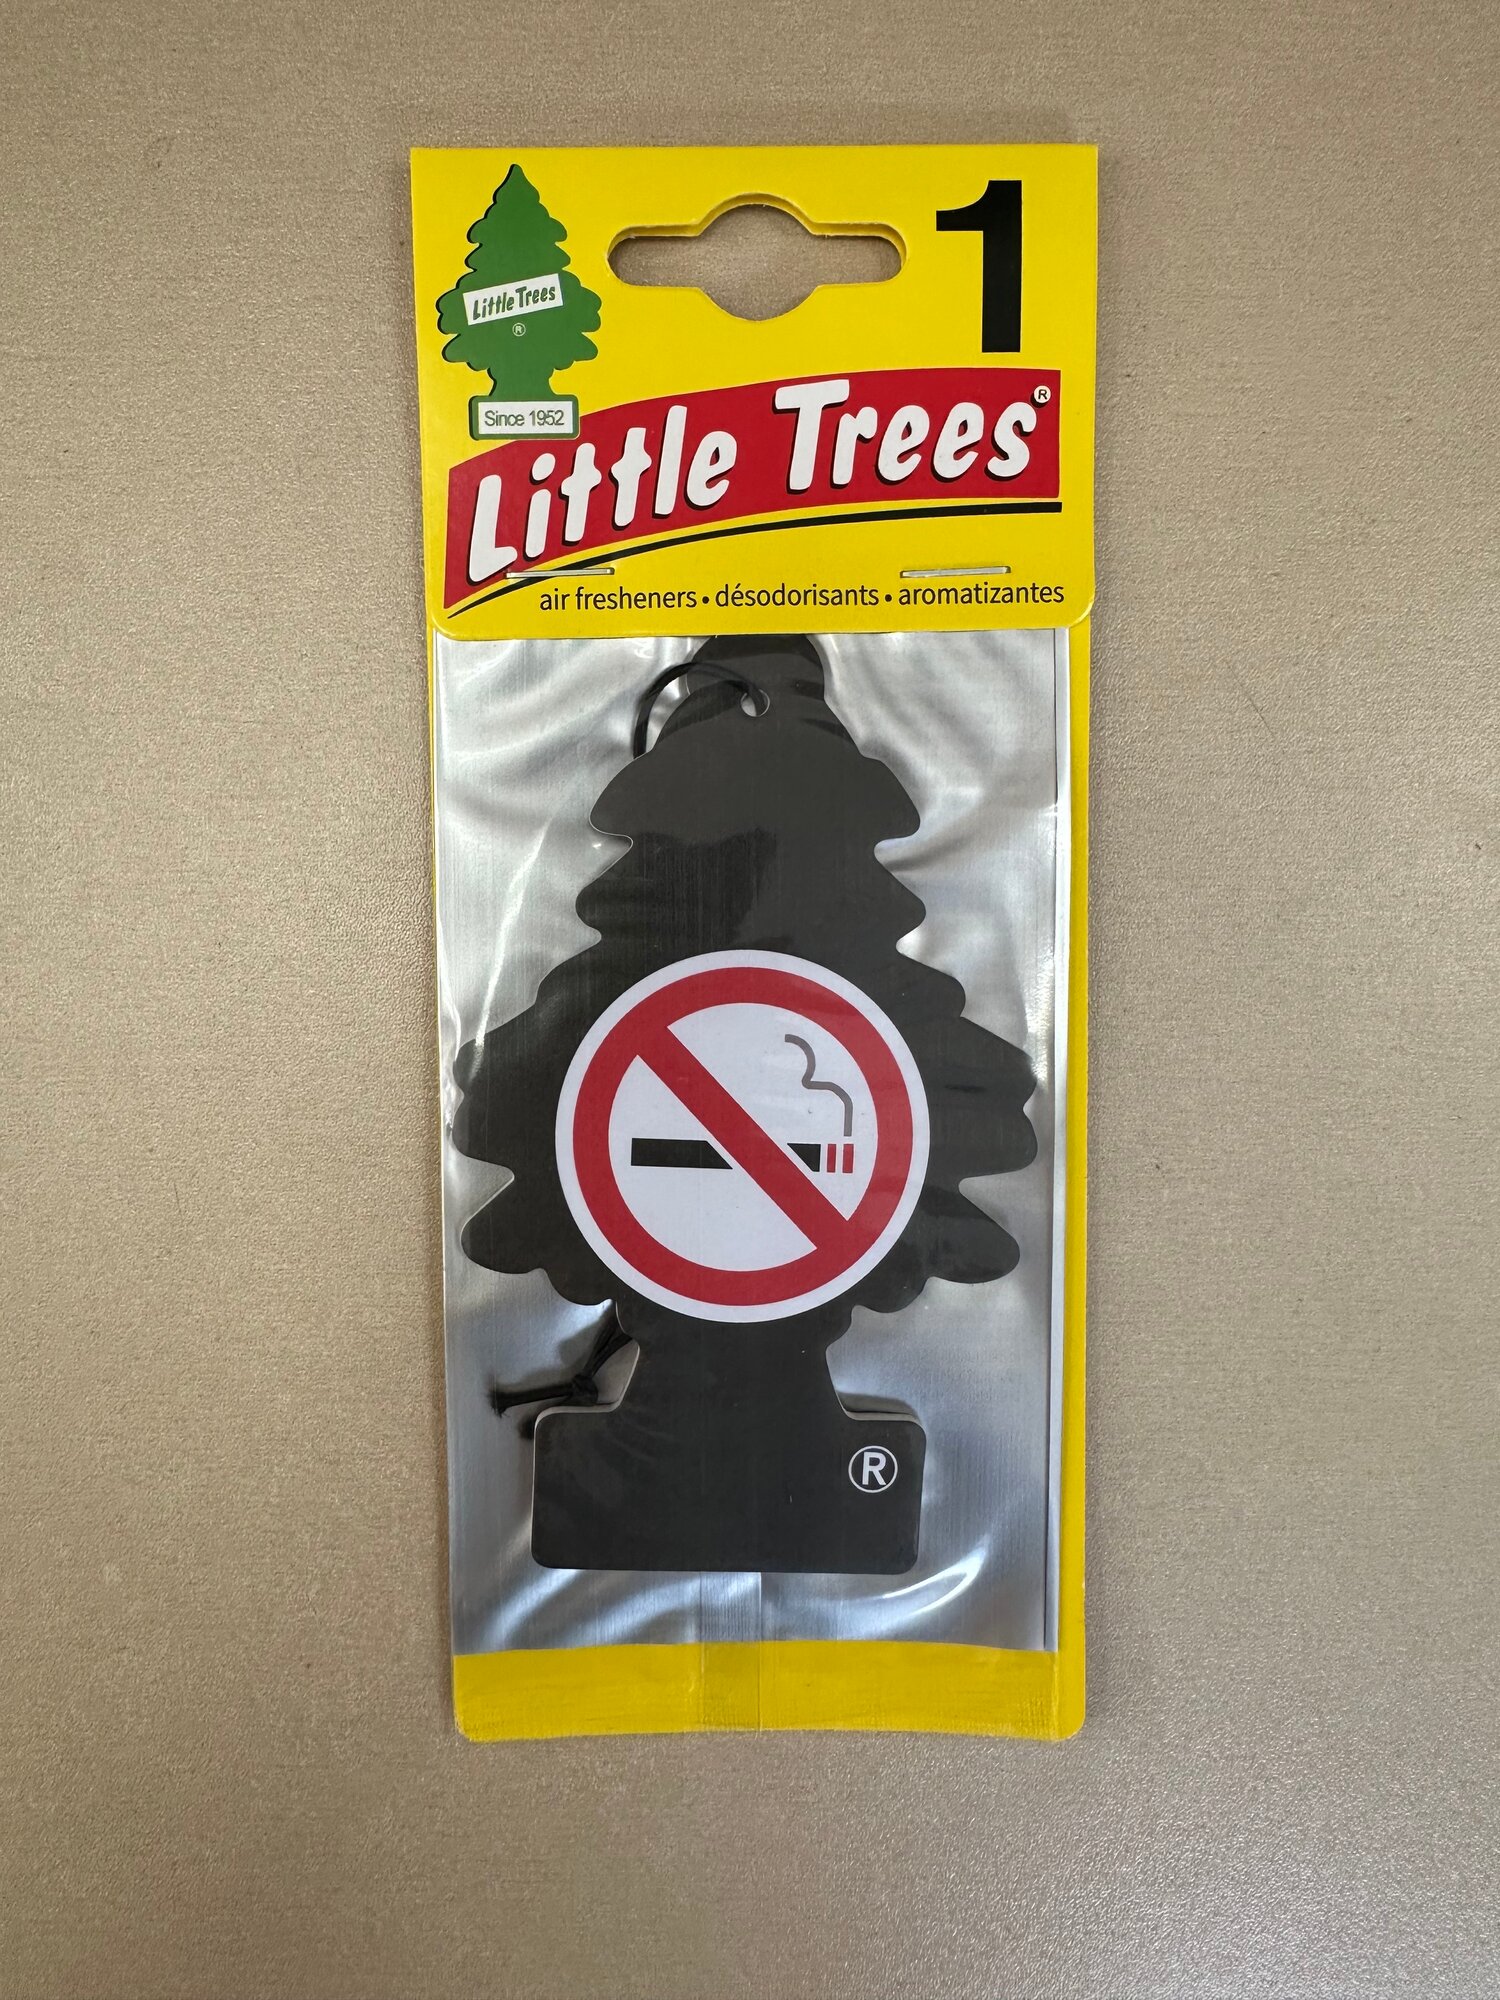 1
Little Trees
®
Since 1952
Little Trees ®
air fresheners • désodorisants • aromatizantes
®